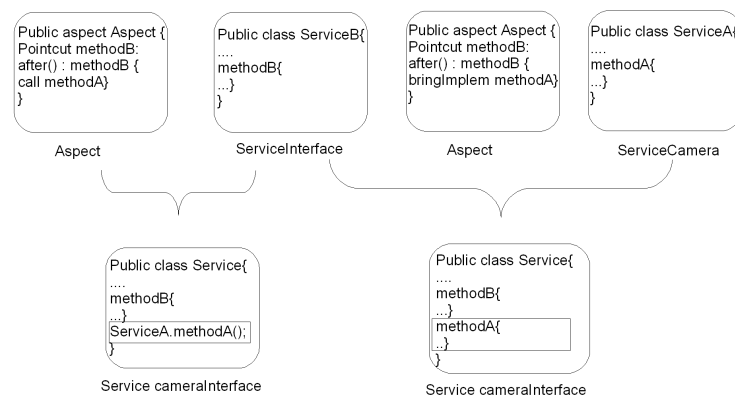 Public aspect Aspect {
Pointcut methodB:
after() : methodB {
call methodA}
}
Aspect
Public class ServiceB{
....
methodB{
...}
}
ServiceInterface
Public aspect Aspect {
Pointcut methodB:
after() : methodB {
bringImplem methodA}
}
Aspect
Public class ServiceA{
....
methodA{
...}
}
ServiceCamera
Public class Service{
....
methodB{
...}
ServiceA.methodA();
}
Service cameraInterface
Public class Service{
....
methodB{
...}
methodA{
..}
}
Service cameraInterface